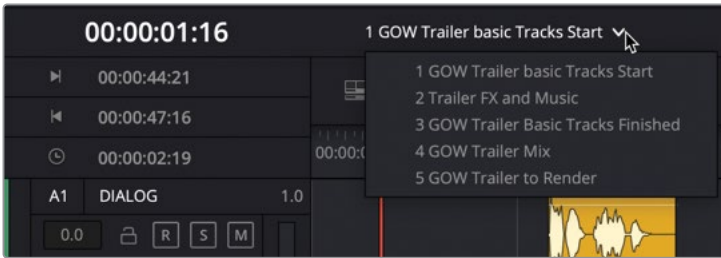 00:00:01:16
1 GOW Trailer basic Tracks Start
00:00:44:21
00:00:47:16
00:00:02:19
1 GOW Trailer basic Tracks Start
2 Trailer FX and Music
3 GOW Trailer Basic Tracks Finished
4 GOW Trailer Mix
5 GOW Trailer to Render
00:00:
A1 DIALOG 1.0
0.0 R S M